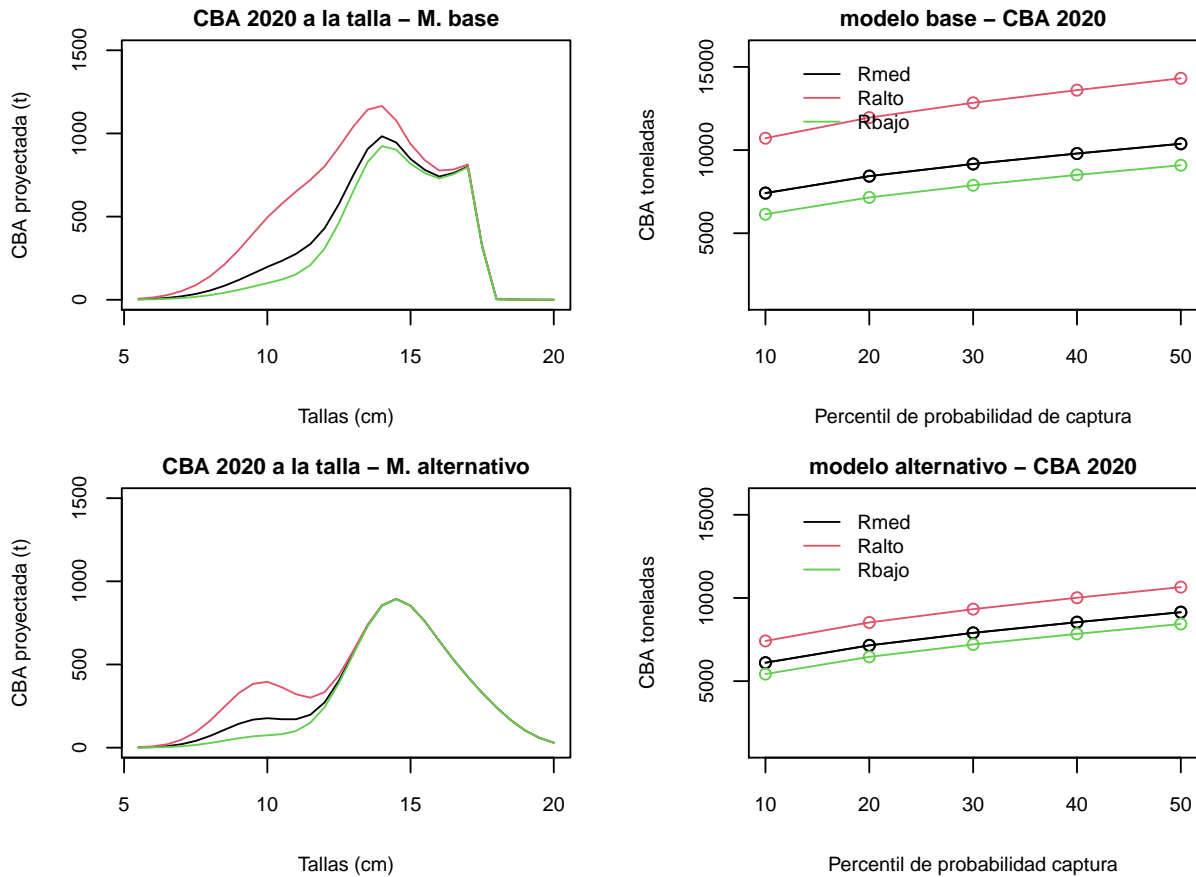 CBA 2020 a la talla – M. base
CBA proyectada (t)
0 500 1000 1500
5 10 15 20
Tallas (cm)
modelo base – CBA 2020
CBA toneladas
5000 10000 15000
Rmed
Ralto
Rbajo
10 20 30 40 50
Percentil de probabilidad de captura
CBA 2020 a la talla – M. alternativo
CBA proyectada (t)
0 500 1000 1500
5 10 15 20
Tallas (cm)
modelo alternativo – CBA 2020
CBA toneladas
5000 10000 15000
Rmed
Ralto
Rbajo
10 20 30 40 50
Percentil de probabilidad captura